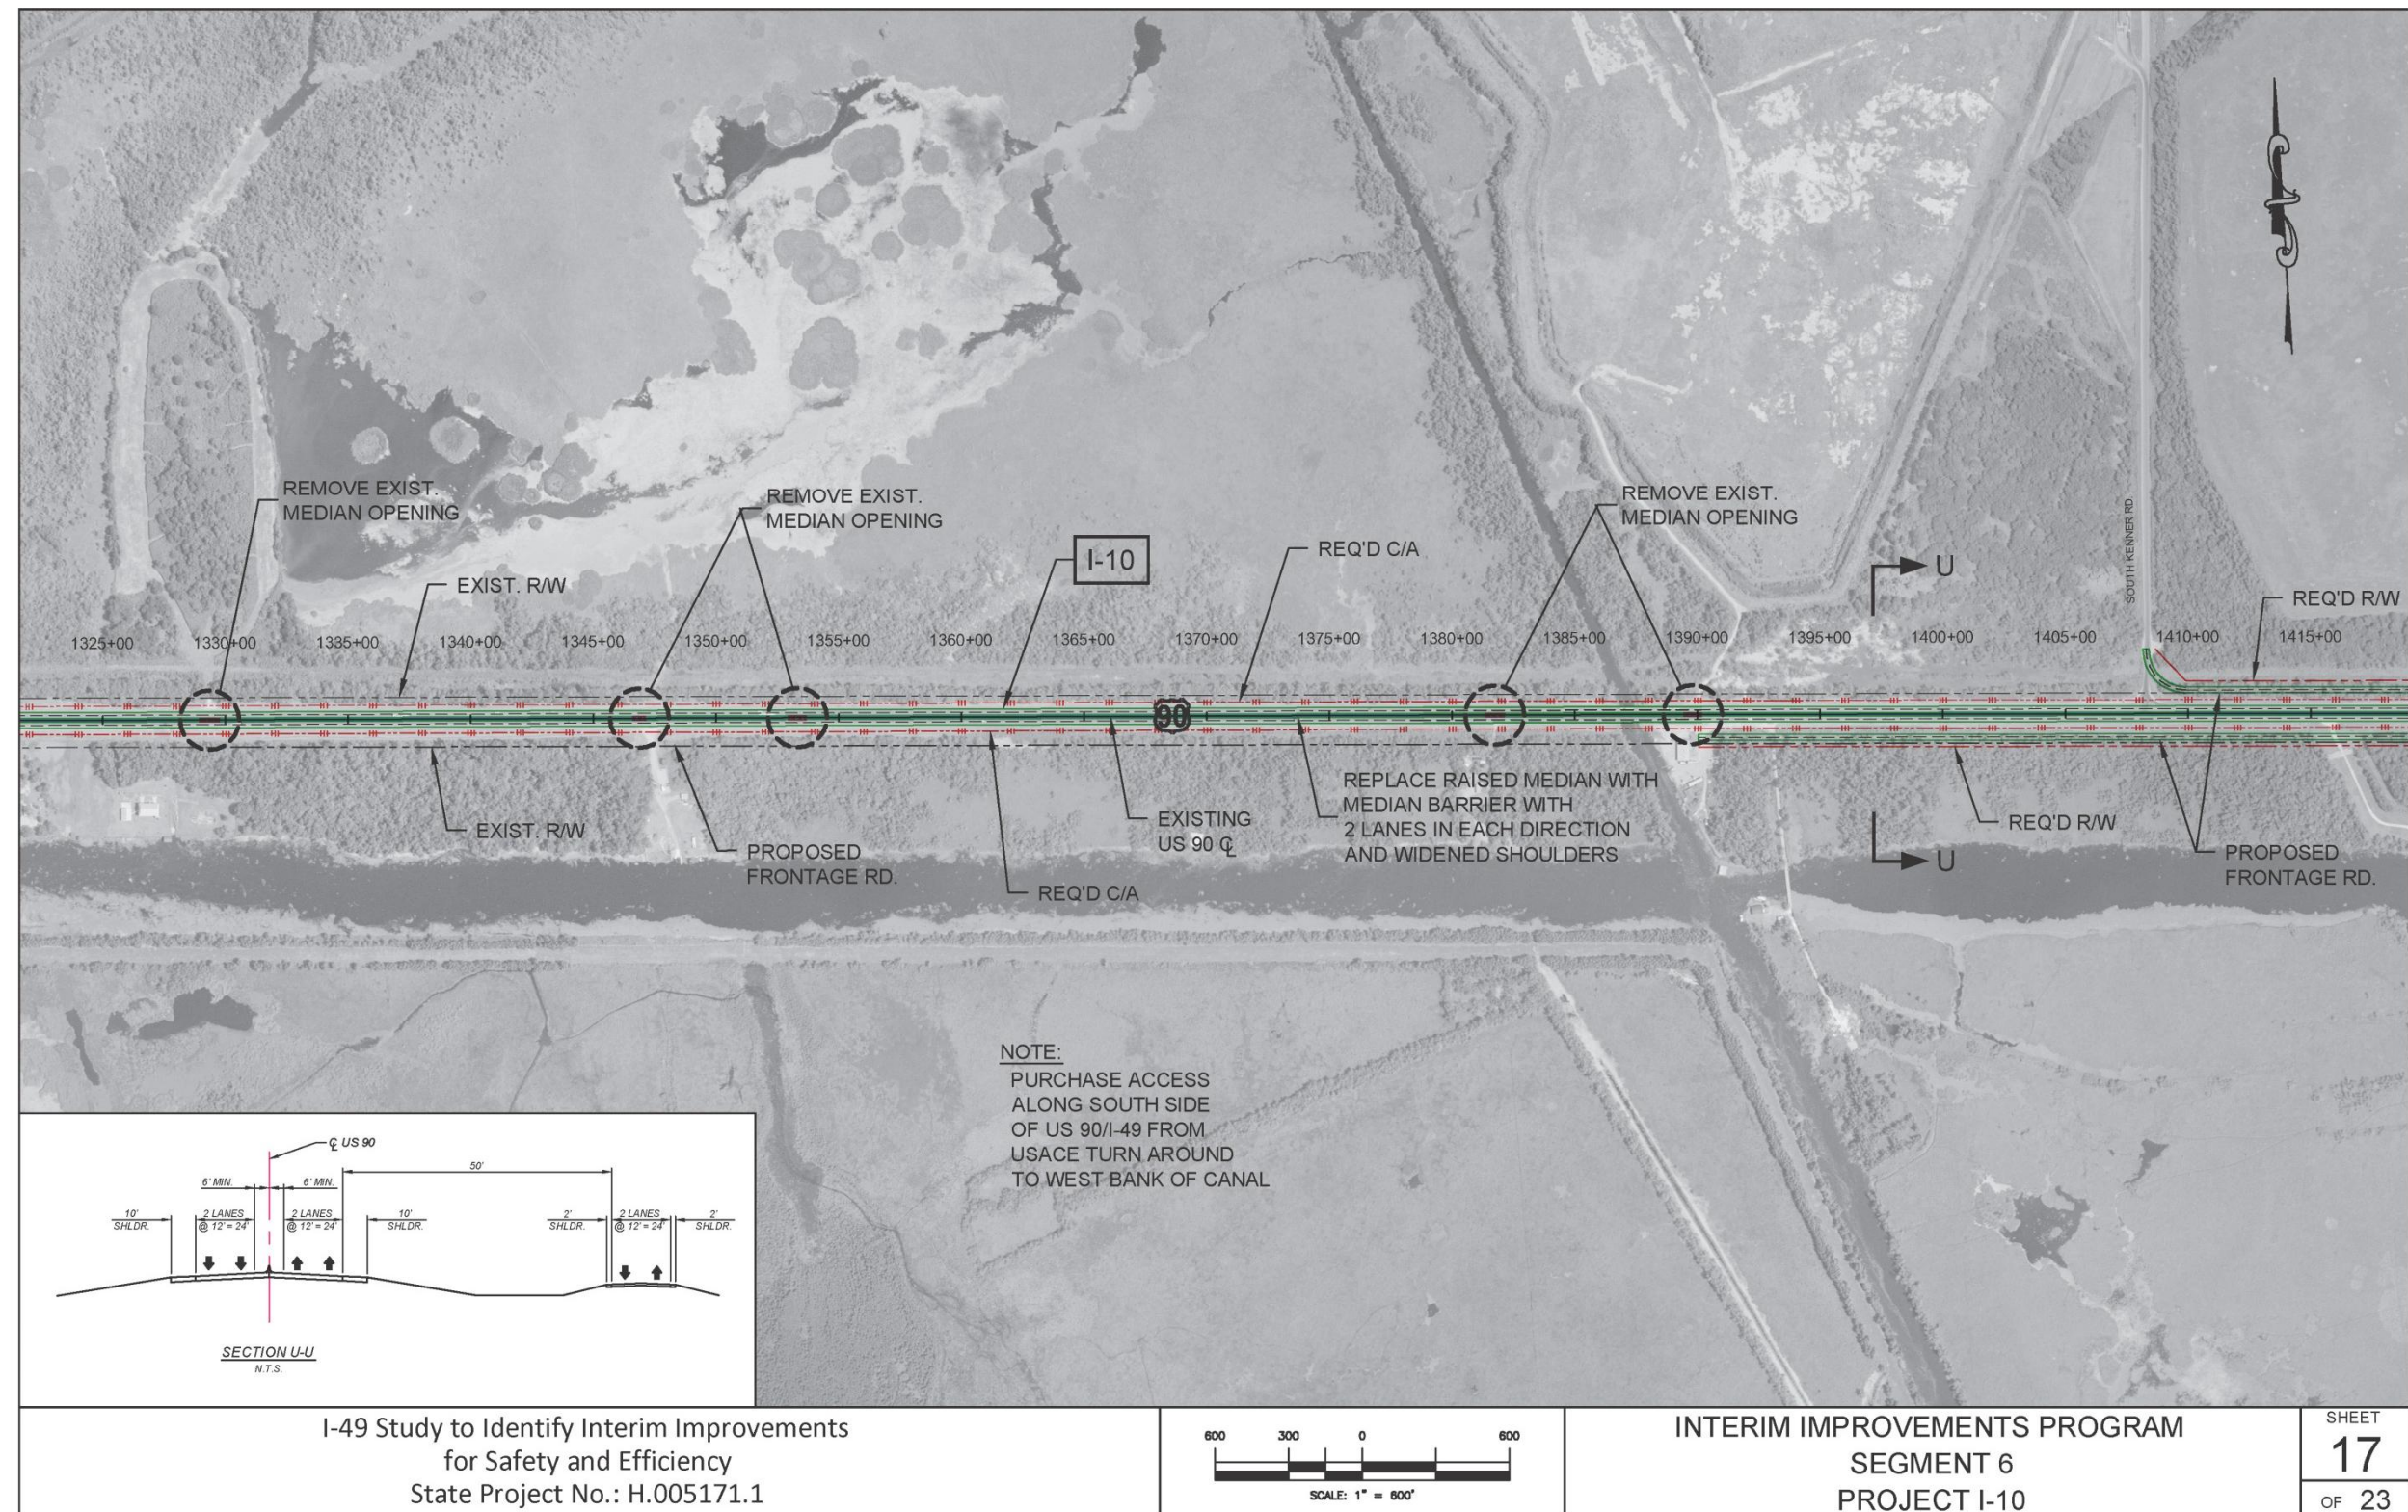 REMOVE EXIST.
MEDIAN OPENING
REMOVE EXIST.
MEDIAN OPENING
REMOVE EXIST.
MEDIAN OPENING
I-10
REQ'D C/A
EXIST. R/W
U
SOUTH KENNER RD.
REQ'D R/W
1325+00 1330+00 1335+00 1340+00 1345+00 1350+00 1355+00 1360+00 1365+00 1370+00 1375+00 1380+00 1385+00 1390+00 1395+00 1400+00 1405+00 1410+00 1415+00
90
EXIST. R/W
PROPOSED
FRONTAGE RD.
REQ'D C/A
EXISTING
US 90 ℄
REPLACE RAISED MEDIAN WITH
MEDIAN BARRIER WITH
2 LANES IN EACH DIRECTION
AND WIDENED SHOULDERS
U
REQ'D R/W
PROPOSED
FRONTAGE RD.
NOTE:
PURCHASE ACCESS
ALONG SOUTH SIDE
OF US 90/I-49 FROM
USACE TURN AROUND
TO WEST BANK OF CANAL
℄ US 90
50'
6' MIN. 6' MIN.
10'
SHLDR.
2 LANES
@ 12' = 24'
2 LANES
@ 12' = 24'
10'
SHLDR.
2'
SHLDR.
2 LANES
@ 12' = 24'
2'
SHLDR.
SECTION U-U
N.T.S.
I-49 Study to Identify Interim Improvements
for Safety and Efficiency
State Project No.: H.005171.1
600 300 0 600
SCALE: 1" = 600'
INTERIM IMPROVEMENTS PROGRAM
SEGMENT 6
PROJECT I-10
SHEET
17
OF 23